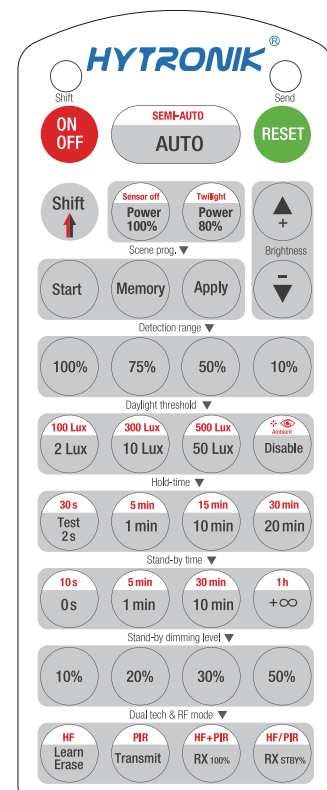 HYTRONIK®
Shift Send
ON OFF
SEMI-AUTO
AUTO
RESET
Shift
Sensor off
Power 100%
Twilight
Power 80%
+
Scene prog. ▼ Brightness
Start Memory Apply
−
Detection range ▼
100% 75% 50% 10%
Daylight threshold ▼
100 Lux 300 Lux 500 Lux Ambient
2 Lux 10 Lux 50 Lux Disable
Hold-time ▼
30 s 5 min 15 min 30 min
Test 2 s 1 min 10 min 20 min
Stand-by time ▼
10 s 5 min 30 min 1 h
0 s 1 min 10 min +∞
Stand-by dimming level ▼
10% 20% 30% 50%
Dual tech & RF mode ▼
HF PIR HF+PIR HF/PIR
Learn Erase Transmit RX 100% RX STBY%